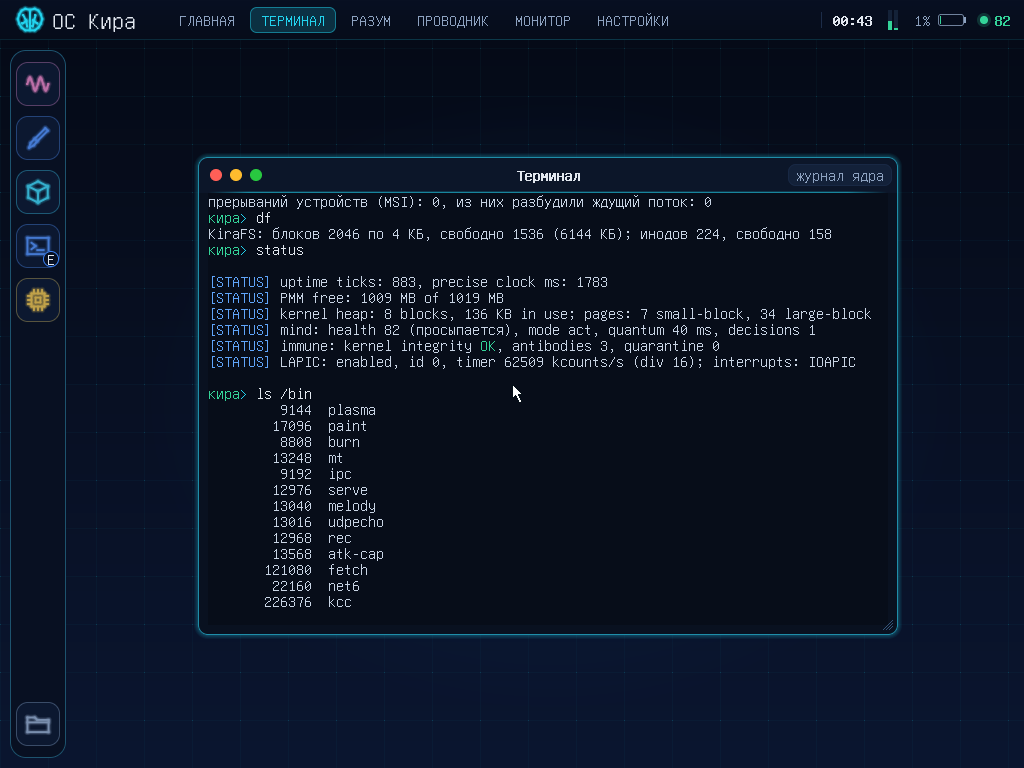 ОС Кира
ГЛАВНАЯ ТЕРМИНАЛ РАЗУМ ПРОВОДНИК МОНИТОР НАСТРОЙКИ
00:43 1% 82
E
Терминал
журнал ядра
прерываний устройств (MSI): 0, из них разбудили ждущий поток: 0
кира> df
KiraFS: блоков 2046 по 4 КБ, свободно 1536 (6144 КБ); инодов 224, свободно 158
кира> status
[STATUS] uptime ticks: 883, precise clock ms: 1783
[STATUS] PMM free: 1009 MB of 1019 MB
[STATUS] kernel heap: 8 blocks, 136 KB in use; pages: 7 small-block, 34 large-block
[STATUS] mind: health 82 (просыпается), mode act, quantum 40 ms, decisions 1
[STATUS] immune: kernel integrity OK, antibodies 3, quarantine 0
[STATUS] LAPIC: enabled, id 0, timer 62509 kcounts/s (div 16); interrupts: IOAPIC
кира> ls /bin
9144 plasma
17096 paint
8808 burn
13248 mt
9192 ipc
12976 serve
13040 melody
13016 udpecho
12968 rec
13568 atk-cap
121080 fetch
22160 net6
226376 kcc